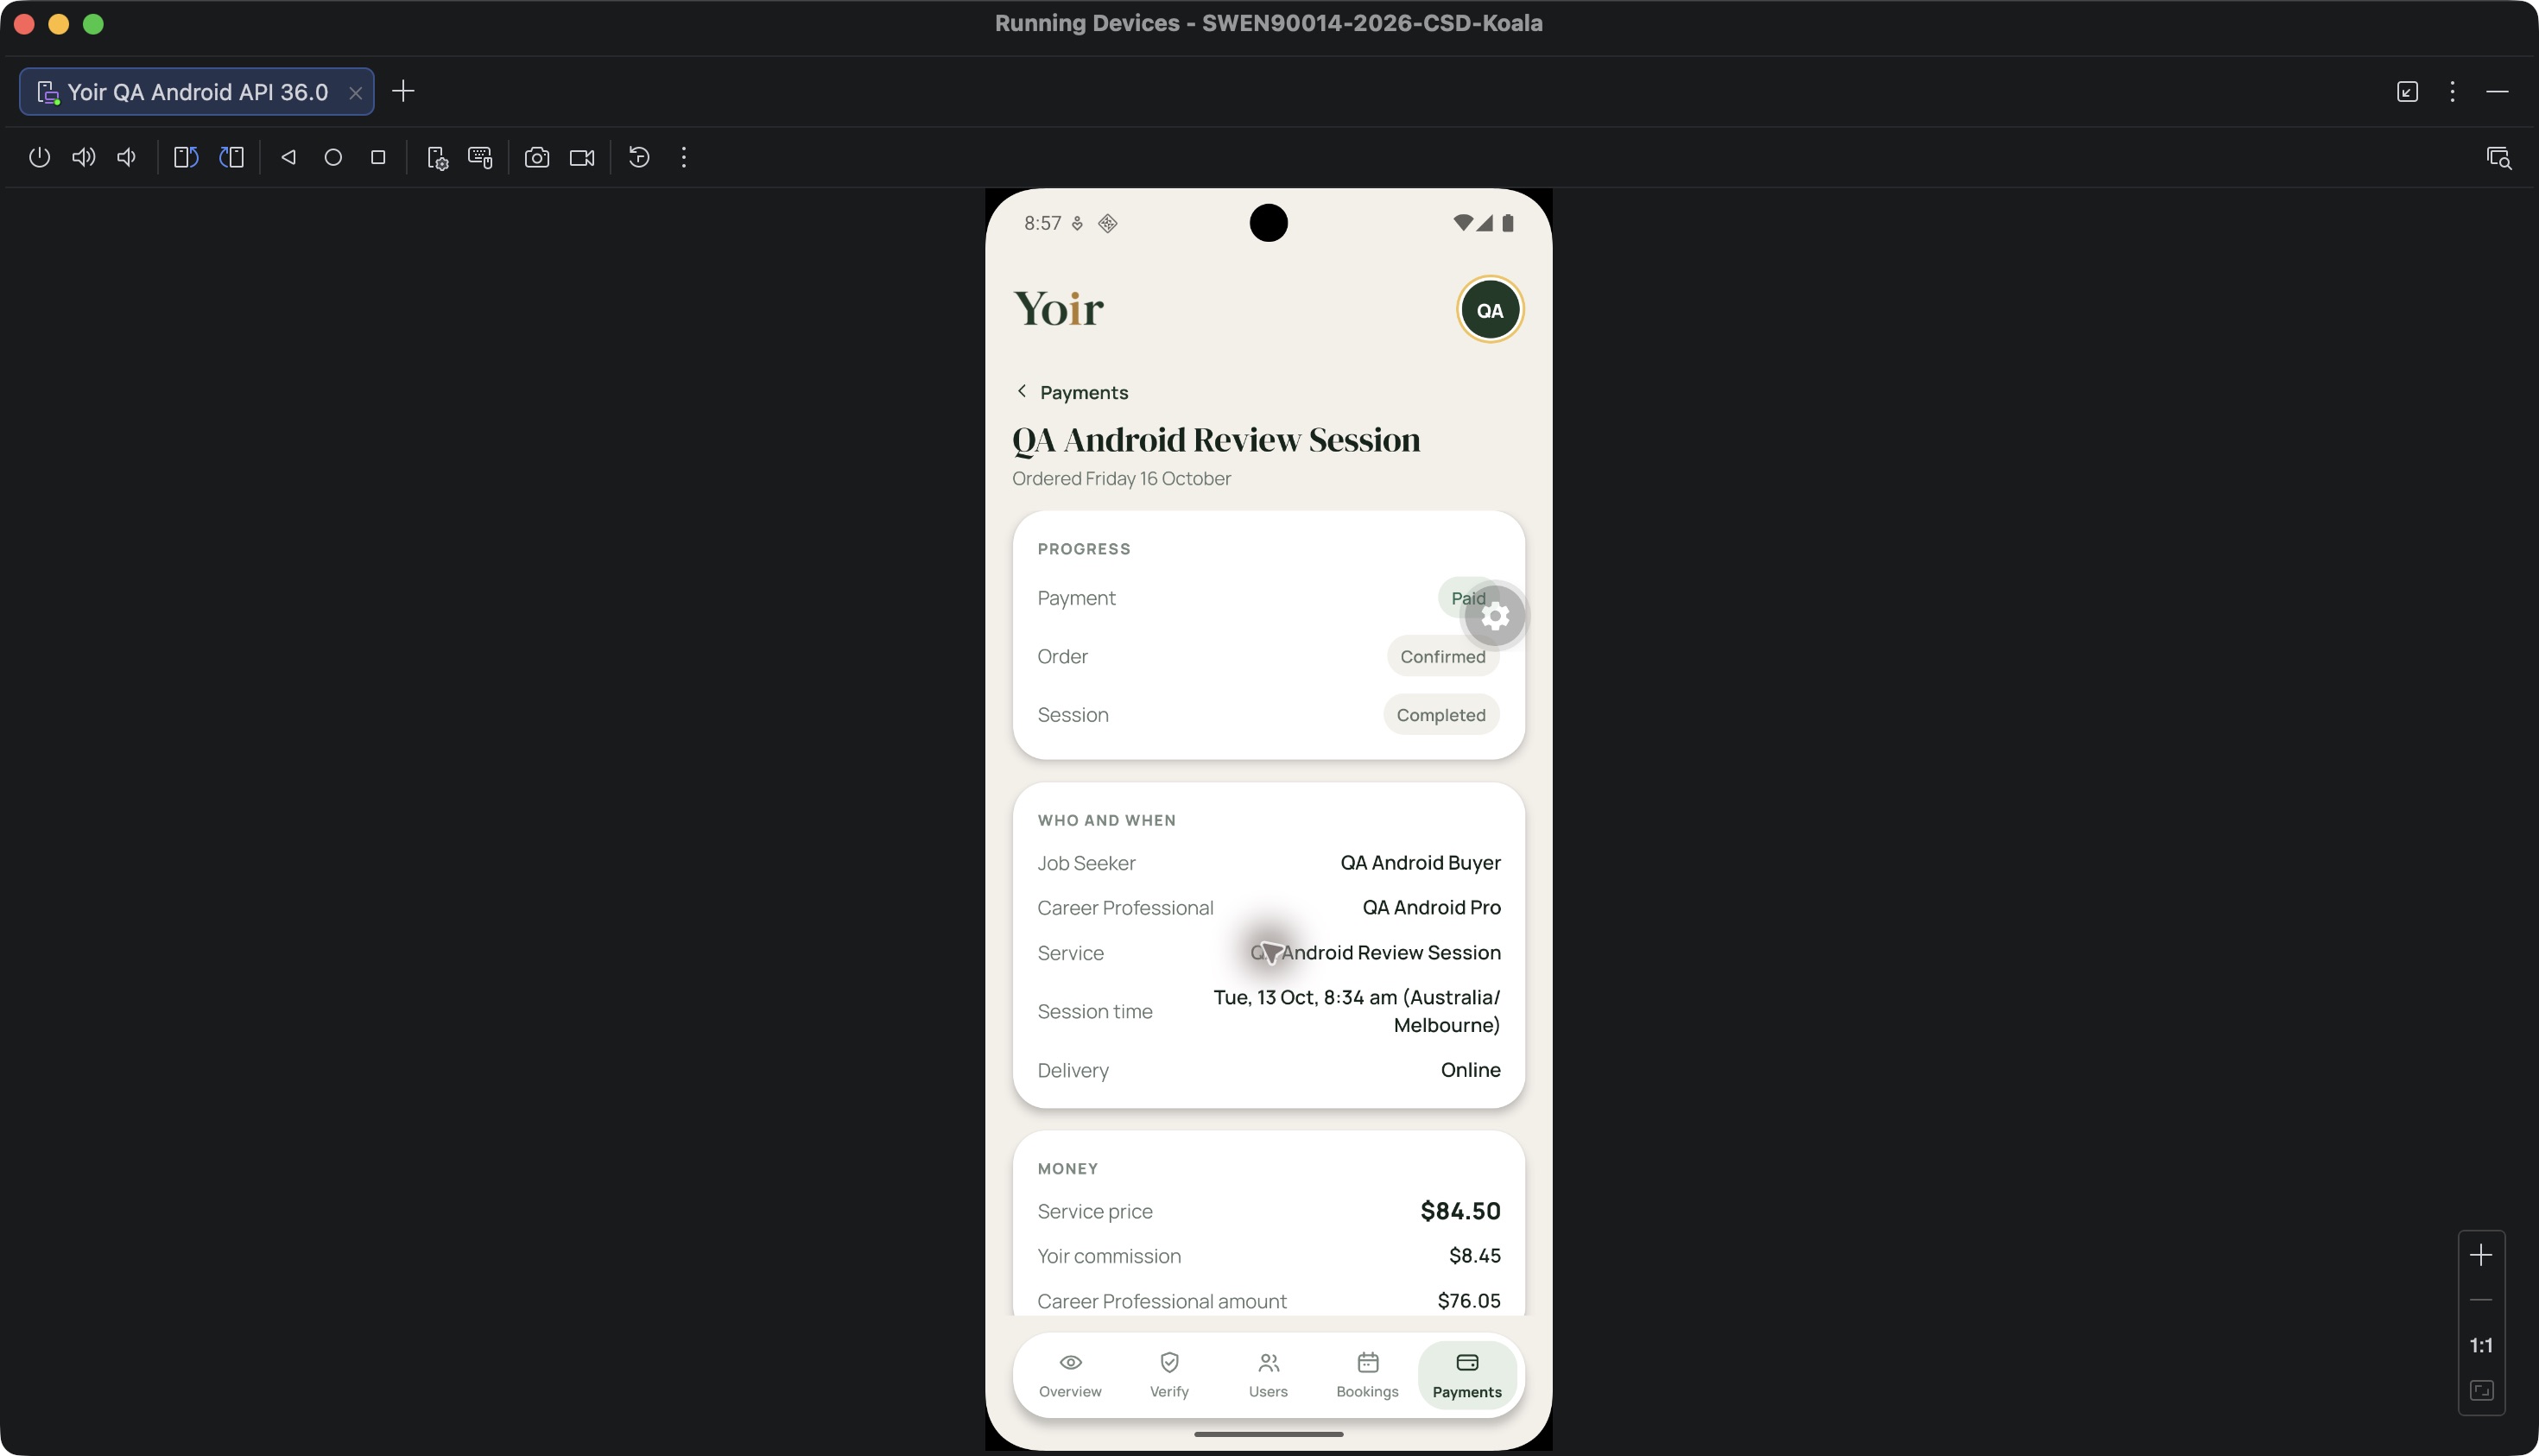 Running Devices - SWEN90014-2026-CSD-Koala
Yoir QA Android API 36.0
8:57
Yoir
QA
Payments
QA Android Review Session
Ordered Friday 16 October
PROGRESS
Payment Paid
Order Confirmed
Session Completed
WHO AND WHEN
Job Seeker QA Android Buyer
Career Professional QA Android Pro
Service QA Android Review Session
Session time Tue, 13 Oct, 8:34 am (Australia/
Melbourne)
Delivery Online
MONEY
Service price $84.50
Yoir commission $8.45
Career Professional amount $76.05
Overview Verify Users Bookings Payments
1:1